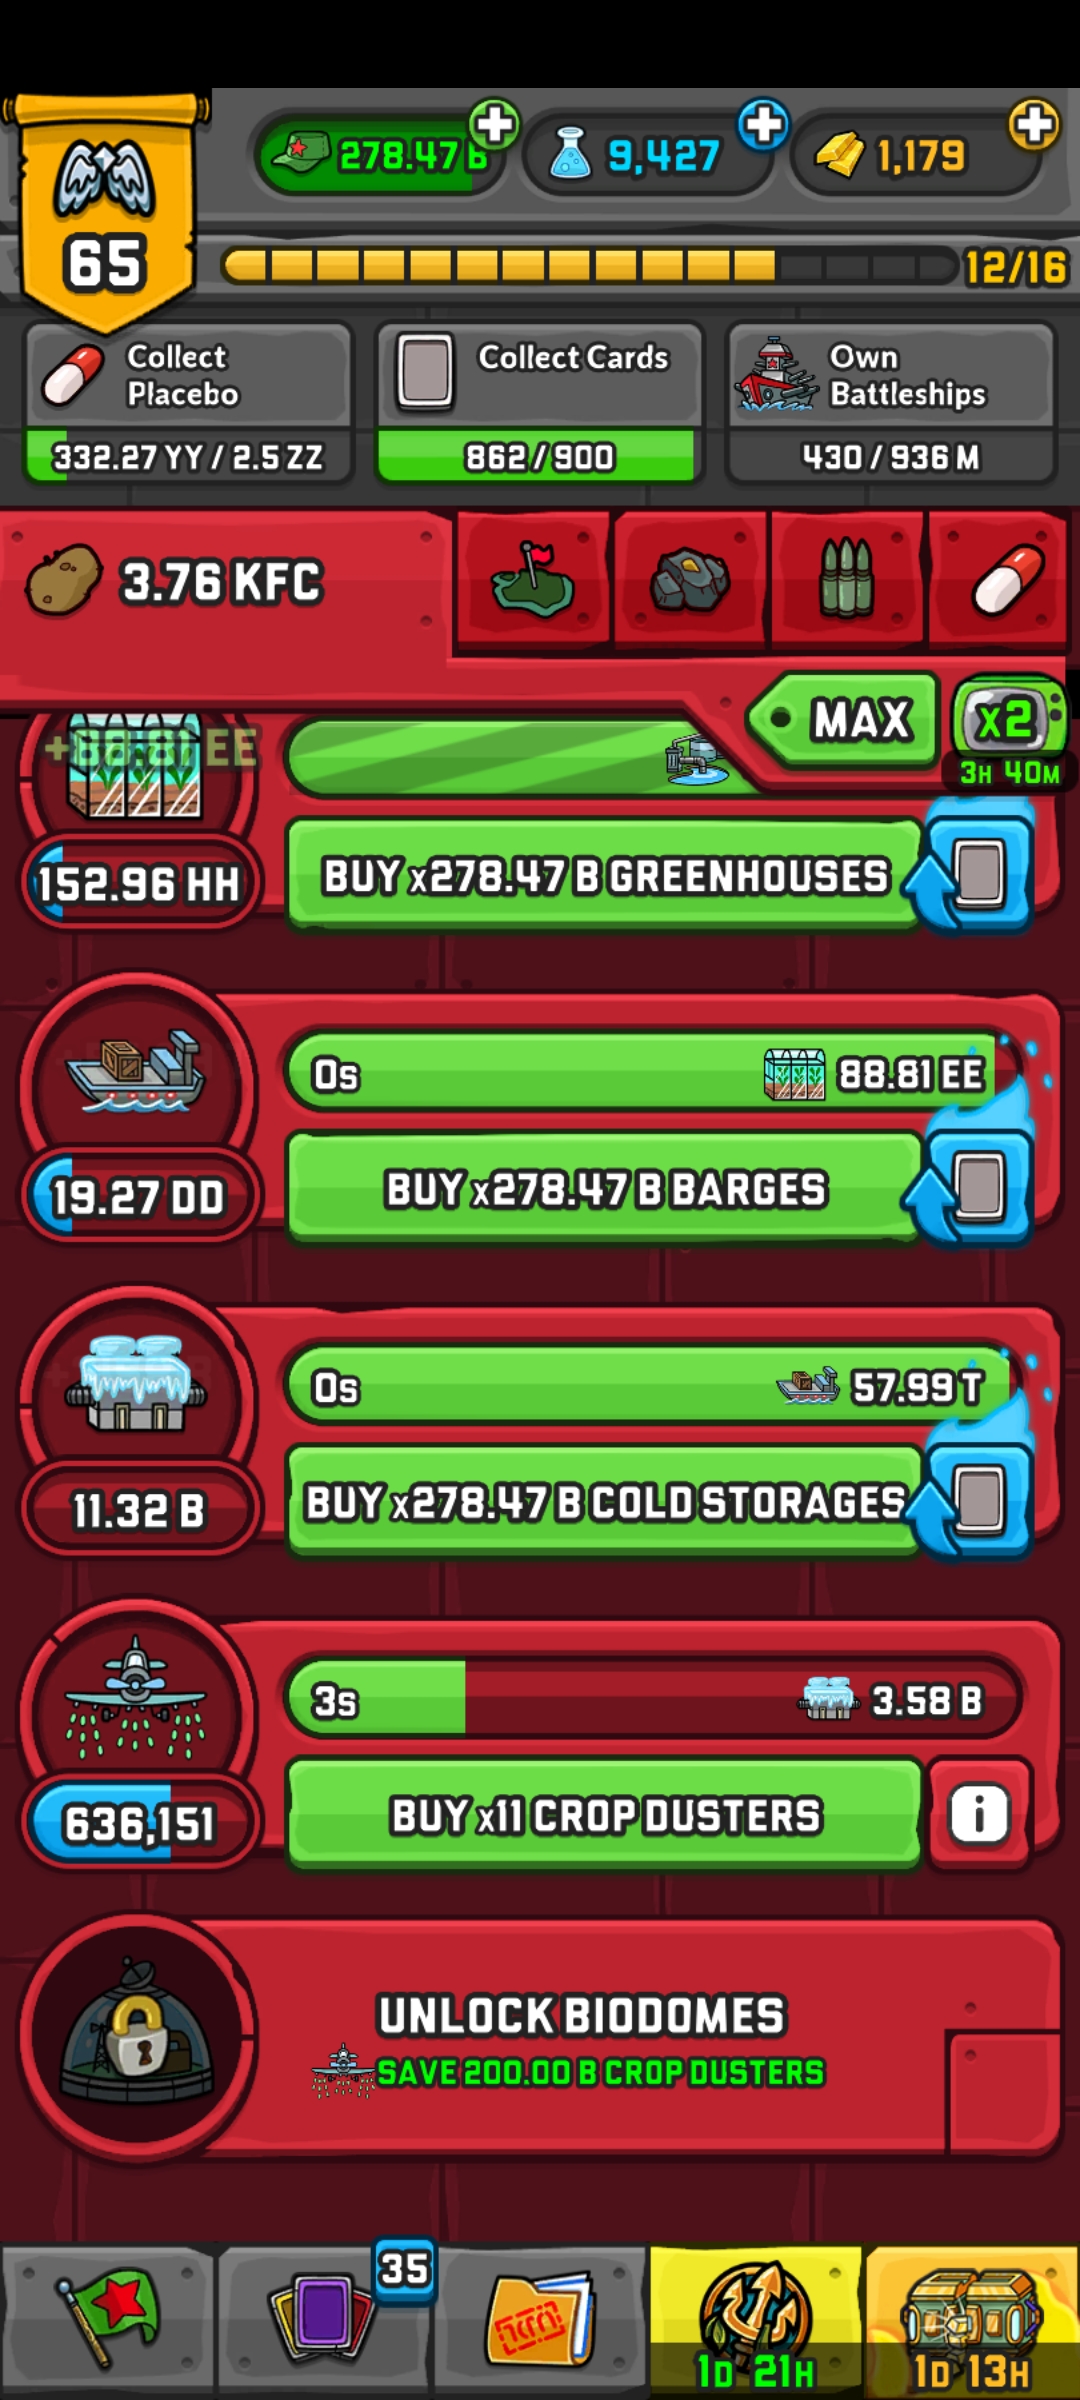 278.47 B
9,427
1,179
65
12/16
Collect
Placebo
Collect Cards
Own
Battleships
332.27 YY / 2.5 ZZ
862/900
430 / 936 M
3.76 KFC
MAX
x2
3H 40M
+88.81 EE
152.96 HH
BUY x278.47 B GREENHOUSES
0s
88.81 EE
19.27 DD
BUY x278.47 B BARGES
0s
57.99 T
11.32 B
BUY x278.47 B COLD STORAGES
3s
3.58 B
636,151
BUY x11 CROP DUSTERS
i
UNLOCK BIODOMES
SAVE 200.00 B CROP DUSTERS
35
1D 21H
1D 13H